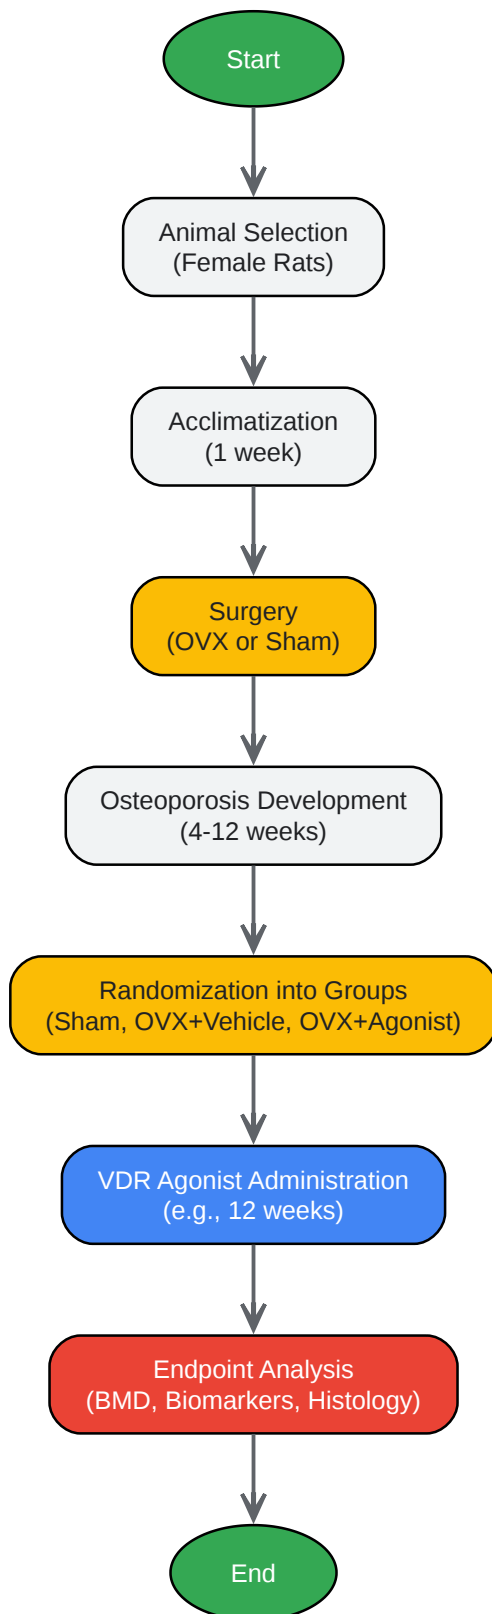 Start
Animal Selection
(Female Rats)
Acclimatization
(1 week)
Surgery
(OVX or Sham)
Osteoporosis Development
(4-12 weeks)
Randomization into Groups
(Sham, OVX+Vehicle, OVX+Agonist)
VDR Agonist Administration
(e.g., 12 weeks)
Endpoint Analysis
(BMD, Biomarkers, Histology)
End